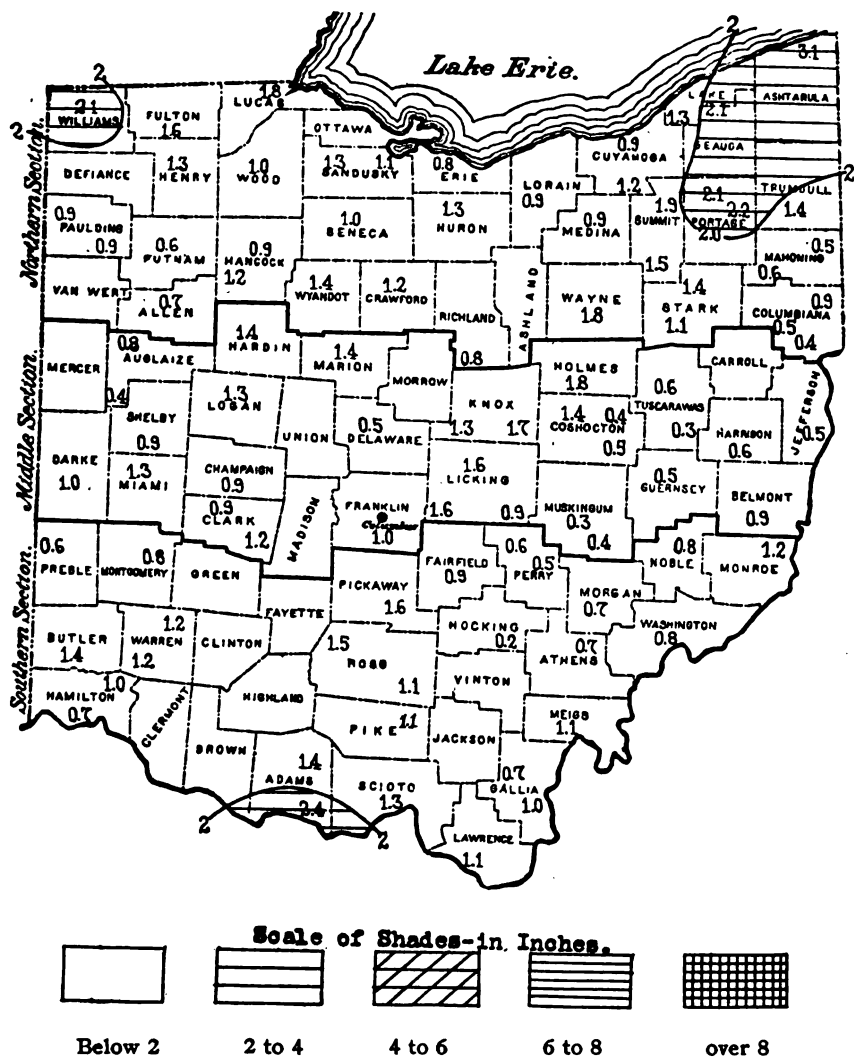 2
Lake Erie.
3.1
2
1.8
LUCAS
2.1
WILLIAMS
FULTON
1.6
OTTAWA
LAKE
2.1
ASHTABULA
2
1.3
0.9
CUYAHOGA
GEAUGA
DEFIANCE
1.3
HENRY
1.0
WOOD
1.3
1.1
SANDUSKY
0.8
ERIE
LORAIN
0.9
1.2
2.1
TRUMBULL
1.4
2
0.9
PAULDING
0.9
0.6
PUTNAM
0.9
HANCOCK
1.2
1.0
SENECA
1.3
HURON
0.9
MEDINA
1.9
SUMMIT
2.2
PORTAGE
2.0
0.5
MAHONING
0.6
Northern Section.
VAN WERT
0.7
ALLEN
1.4
WYANDOT
1.2
CRAWFORD
RICHLAND
0.8
ASHLAND
WAYNE
1.8
1.5
1.4
STARK
1.1
0.9
COLUMBIANA
0.5
0.4
MERCER
0.8
AUGLAIZE
1.4
HARDIN
1.4
MARION
MORROW
HOLMES
1.8
CARROLL
JEFFERSON
0.5
0.4
SHELBY
0.9
1.3
LOGAN
UNION
0.5
DELAWARE
KNOX
1.3
1.7
1.4
0.4
COSHOCTON
0.5
0.6
TUSCARAWAS
0.3
HARRISON
0.6
Middle Section.
DARKE
1.0
1.3
MIAMI
CHAMPAIGN
0.9
1.6
LICKING
1.6
0.9
0.5
GUERNSEY
BELMONT
0.9
0.9
CLARK
1.2
MADISON
FRANKLIN
Columbus
1.0
MUSKINGUM
0.3
0.4
0.6
PREBLE
0.8
MONTGOMERY
GREEN
FAIRFIELD
0.9
0.6
0.5
PERRY
0.8
NOBLE
1.2
MONROE
FAYETTE
PICKAWAY
1.6
MORGAN
0.7
Southern Section.
BUTLER
1.4
1.2
WARREN
1.2
CLINTON
1.5
ROSS
1.1
HOCKING
0.2
0.7
ATHENS
WASHINGTON
0.8
1.0
HAMILTON
0.7
CLERMONT
HIGHLAND
VINTON
BROWN
1.1
PIKE
JACKSON
MEIGS
1.1
1.4
ADAMS
2.4
SCIOTO
1.3
0.7
GALLIA
1.0
2
2
LAWRENCE
1.1
Scale of Shades-in Inches.
Below 2 2 to 4 4 to 6 6 to 8 over 8